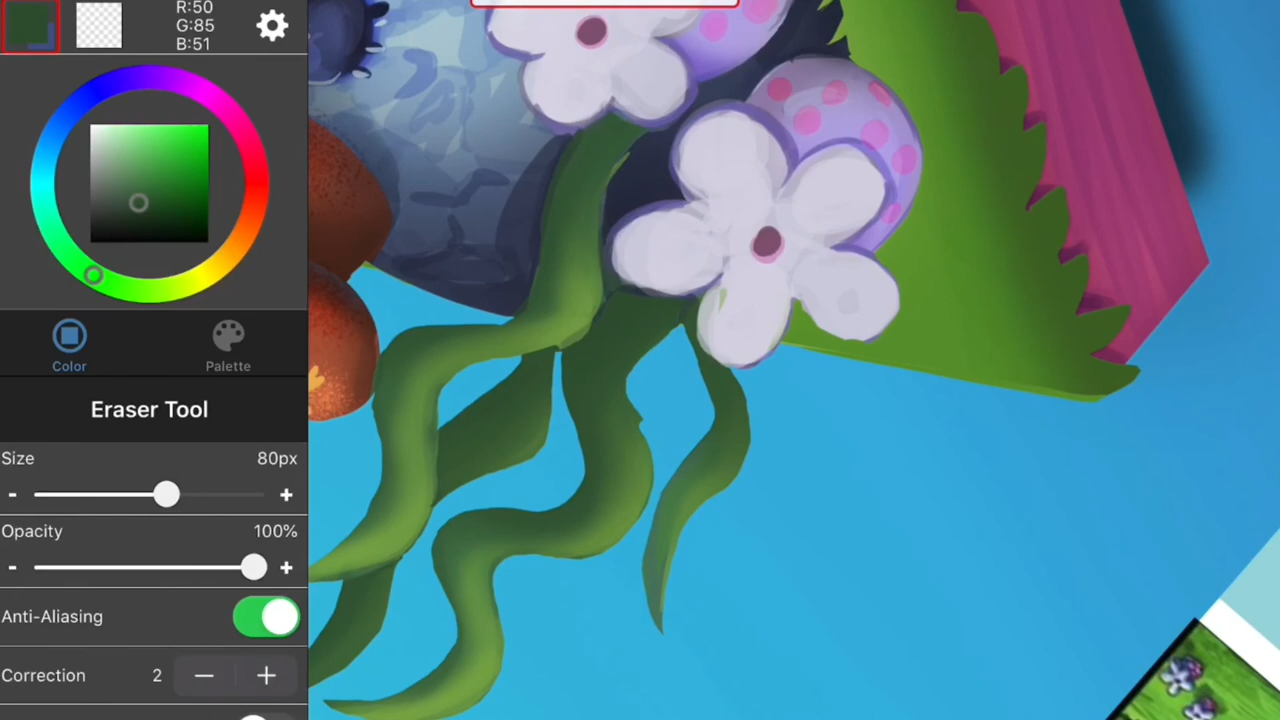 R:50
G:85
B:51
Color
Palette
Eraser Tool
Size
80px
- +
Opacity
100%
- +
Anti-Aliasing
Correction
2
- +